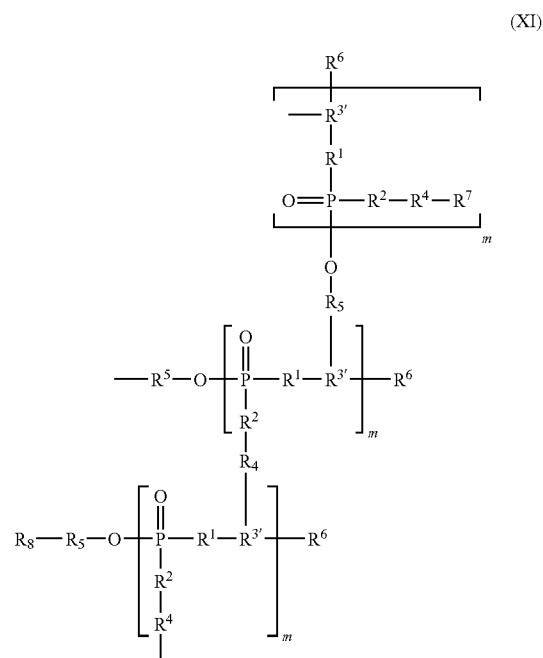 (XI)
R⁶
R³′
R¹
O=P—R²—R⁴—R⁷
m
O
R₅
O
—R⁵—O—P—R¹—R³′—R⁶
m
R²
R₄
O
R₈—R₅—O—P—R¹—R³′—R⁶
R²
R⁴
m